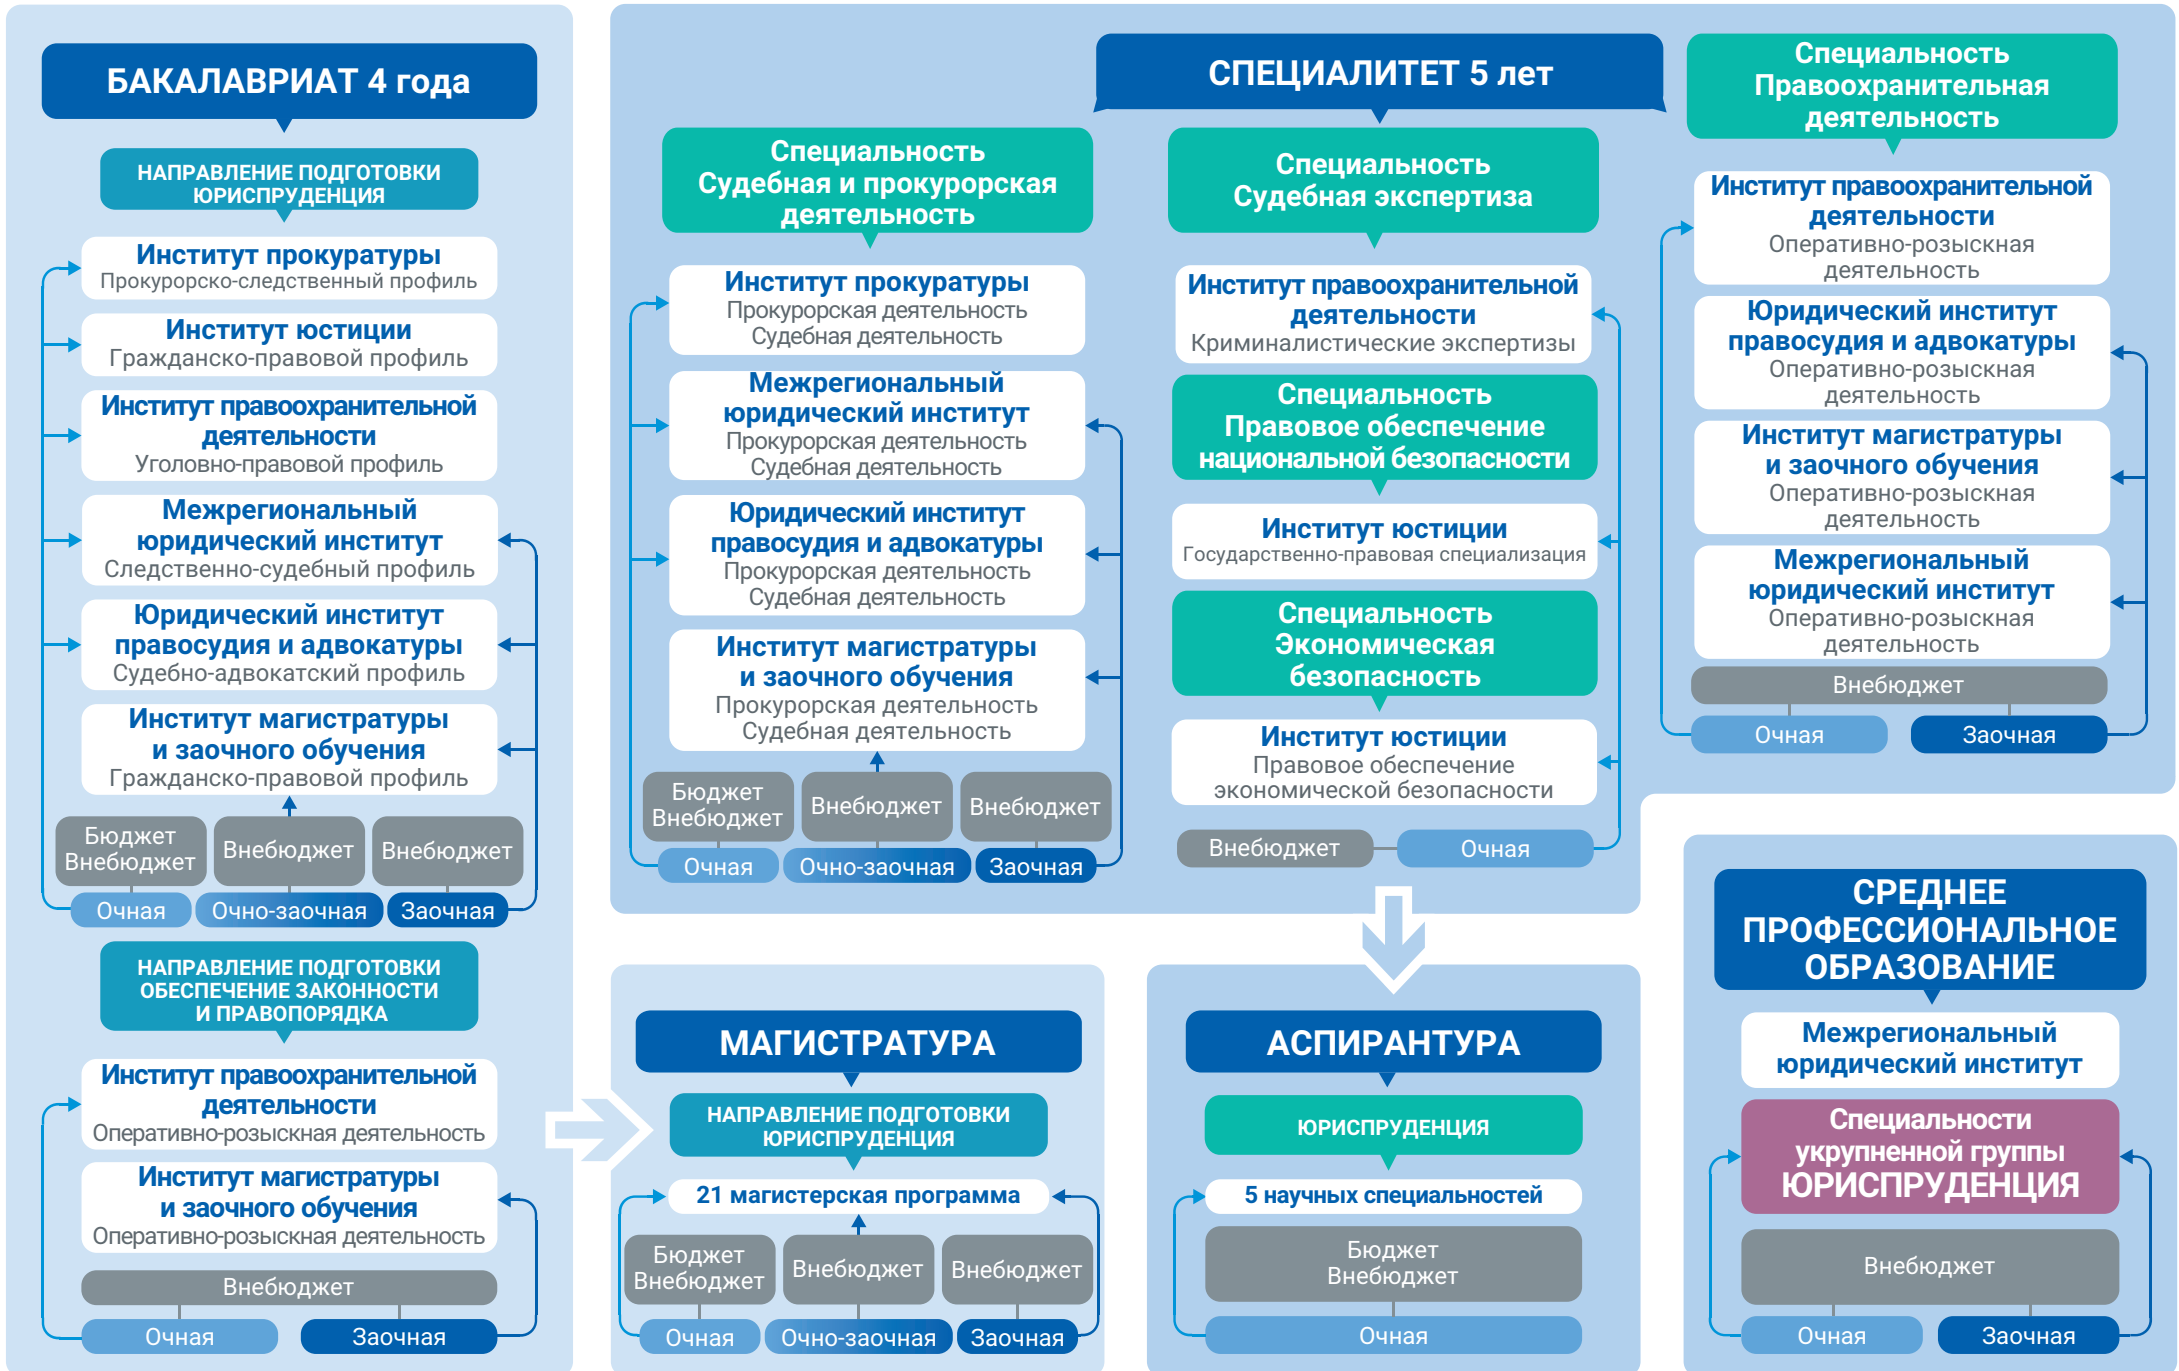 БАКАЛАВРИАТ 4 года
НАПРАВЛЕНИЕ ПОДГОТОВКИ
ЮРИСПРУДЕНЦИЯ
Институт прокуратуры
Прокурорско-следственный профиль
Институт юстиции
Гражданско-правовой профиль
Институт правоохранительной
деятельности
Уголовно-правовой профиль
Межрегиональный
юридический институт
Следственно-судебный профиль
Юридический институт
правосудия и адвокатуры
Судебно-адвокатский профиль
Институт магистратуры
и заочного обучения
Гражданско-правовой профиль
Бюджет
Внебюджет
Внебюджет
Внебюджет
Очная
Очно-заочная
Заочная
НАПРАВЛЕНИЕ ПОДГОТОВКИ
ОБЕСПЕЧЕНИЕ ЗАКОННОСТИ
И ПРАВОПОРЯДКА
Институт правоохранительной
деятельности
Оперативно-розыскная деятельность
Институт магистратуры
и заочного обучения
Оперативно-розыскная деятельность
Внебюджет
Очная
Заочная
СПЕЦИАЛИТЕТ 5 лет
Специальность
Судебная и прокурорская
деятельность
Институт прокуратуры
Прокурорская деятельность
Судебная деятельность
Межрегиональный
юридический институт
Прокурорская деятельность
Судебная деятельность
Юридический институт
правосудия и адвокатуры
Прокурорская деятельность
Судебная деятельность
Институт магистратуры
и заочного обучения
Прокурорская деятельность
Судебная деятельность
Бюджет
Внебюджет
Внебюджет
Внебюджет
Очная
Очно-заочная
Заочная
Специальность
Судебная экспертиза
Институт правоохранительной
деятельности
Криминалистические экспертизы
Специальность
Правовое обеспечение
национальной безопасности
Институт юстиции
Государственно-правовая специализация
Специальность
Экономическая
безопасность
Институт юстиции
Правовое обеспечение
экономической безопасности
Внебюджет
Очная
Специальность
Правоохранительная
деятельность
Институт правоохранительной
деятельности
Оперативно-розыскная
деятельность
Юридический институт
правосудия и адвокатуры
Оперативно-розыскная
деятельность
Институт магистратуры
и заочного обучения
Оперативно-розыскная
деятельность
Межрегиональный
юридический институт
Оперативно-розыскная
деятельность
Внебюджет
Очная
Заочная
МАГИСТРАТУРА
НАПРАВЛЕНИЕ ПОДГОТОВКИ
ЮРИСПРУДЕНЦИЯ
21 магистерская программа
Бюджет
Внебюджет
Внебюджет
Внебюджет
Очная
Очно-заочная
Заочная
АСПИРАНТУРА
ЮРИСПРУДЕНЦИЯ
5 научных специальностей
Бюджет
Внебюджет
Очная
СРЕДНЕЕ
ПРОФЕССИОНАЛЬНОЕ
ОБРАЗОВАНИЕ
Межрегиональный
юридический институт
Специальности
укрупненной группы
ЮРИСПРУДЕНЦИЯ
Внебюджет
Очная
Заочная